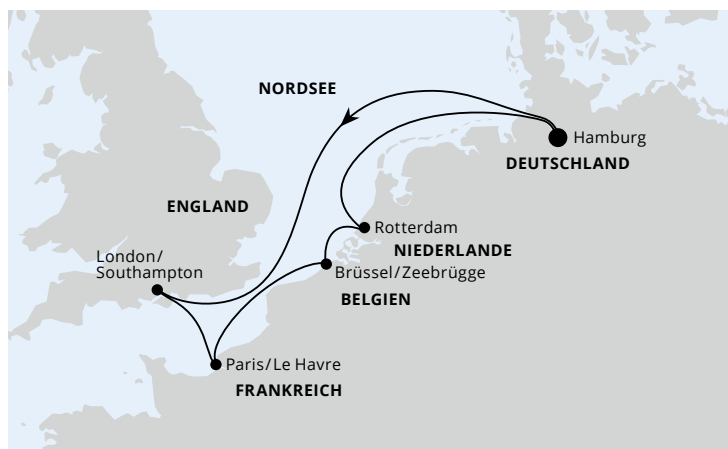 NORDSEE
Hamburg
DEUTSCHLAND
ENGLAND
Rotterdam
NIEDERLANDE
London/
Southampton
Brüssel/Zeebrügge
BELGIEN
Paris/Le Havre
FRANKREICH